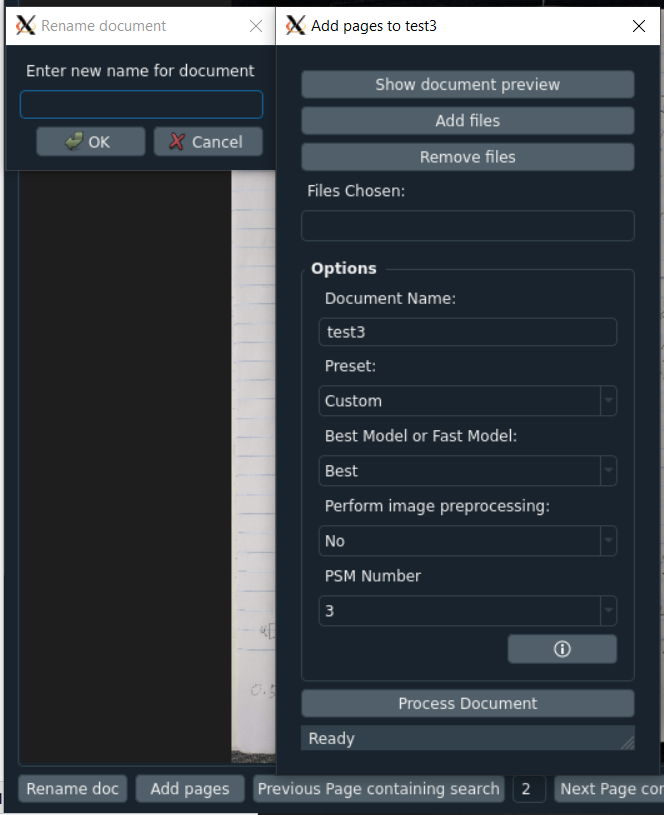 Rename document
Enter new name for document
OK
Cancel
Add pages to test3
Show document preview
Add files
Remove files
Files Chosen:
Options
Document Name:
test3
Preset:
Custom
Best Model or Fast Model:
Best
Perform image preprocessing:
No
PSM Number
3
Process Document
Ready
Rename doc
Add pages
Previous Page containing search
2
Next Page con